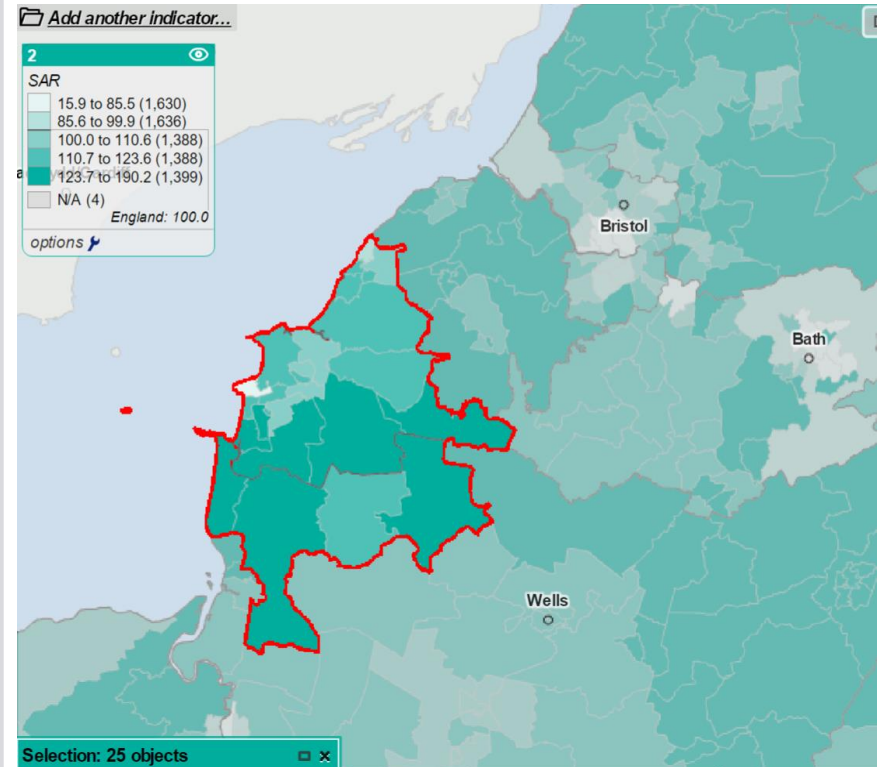 Add another indicator...
2
SAR
15.9 to 85.5 (1,630)
85.6 to 99.9 (1,636)
100.0 to 110.6 (1,388)
110.7 to 123.6 (1,388)
123.7 to 190.2 (1,399)
N/A (4)
England: 100.0
options
Bristol
Bath
Wells
Selection: 25 objects